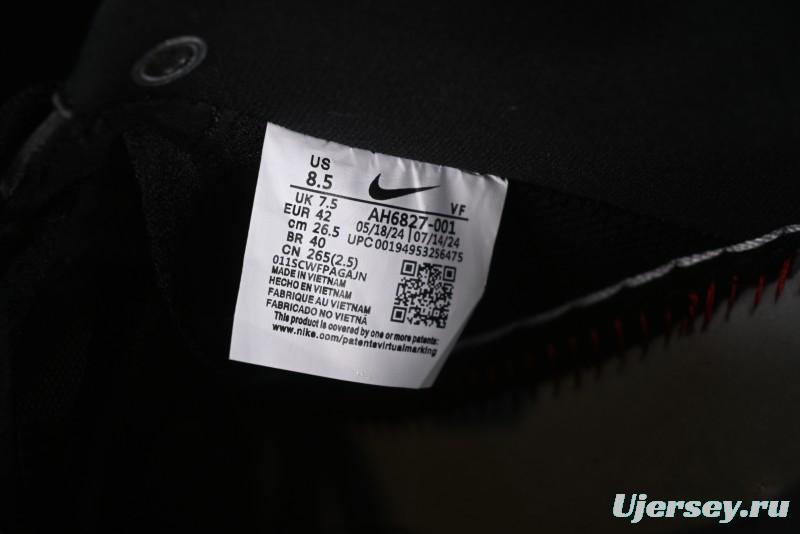 US
8.5
UK 7.5
EUR 42
cm 26.5
BR 40
CN 265(2.5)
VF
AH6827-001
05/18/24 | 07/14/24
UPC 00194953256475
011SCWFPAGAJN
MADE IN VIETNAM
HECHO EN VIETNAM
FABRIQUE AU VIETNAM
FABRICADO NO VIETNÃ
This product is covered by one or more patents:
www.nike.com/patentevirtualmarking
Ujersey.ru